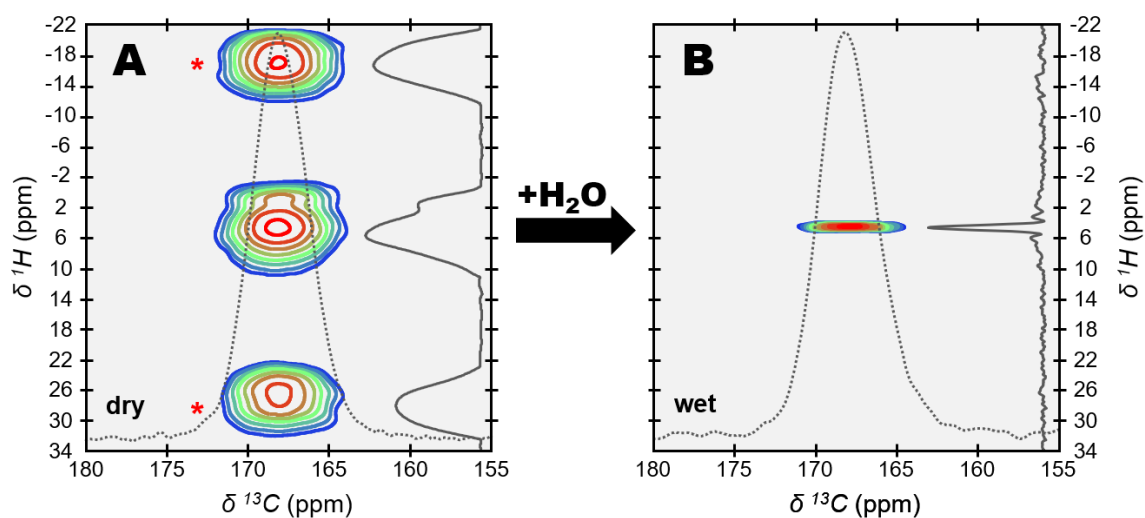 A
*
*
dry
-22
-18
-14
-10
-6
-2
2
6
10
14
18
22
26
30
34
δ ¹H (ppm)
180 175 170 165 160 155
δ ¹³C (ppm)
+H₂O
B
wet
-22
-18
-14
-10
-6
-2
2
6
10
14
18
22
26
30
34
δ ¹H (ppm)
180 175 170 165 160 155
δ ¹³C (ppm)